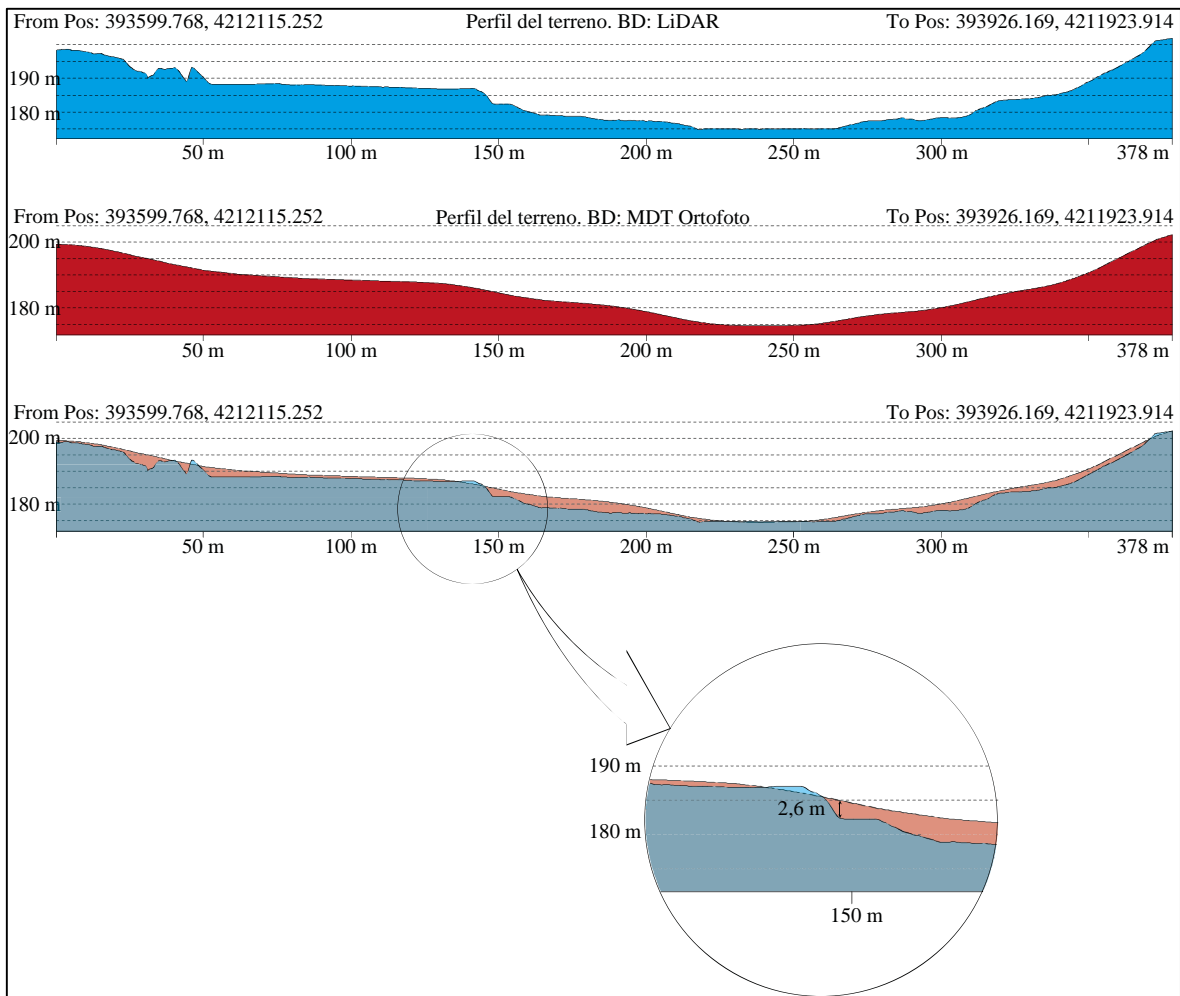 From Pos: 393599.768, 4212115.252 Perfil del terreno. BD: LiDAR To Pos: 393926.169, 4211923.914
190 m
180 m
50 m 100 m 150 m 200 m 250 m 300 m 378 m
From Pos: 393599.768, 4212115.252 Perfil del terreno. BD: MDT Ortofoto To Pos: 393926.169, 4211923.914
200 m
180 m
50 m 100 m 150 m 200 m 250 m 300 m 378 m
From Pos: 393599.768, 4212115.252 To Pos: 393926.169, 4211923.914
200 m
180 m
50 m 100 m 150 m 200 m 250 m 300 m 378 m
190 m
2,6 m
180 m
150 m